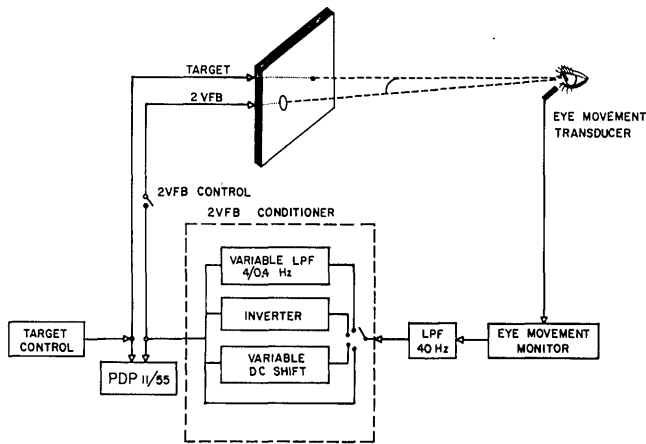 TARGET
2 VFB
EYE MOVEMENT
TRANSDUCER
2VFB CONTROL
2VFB CONDITIONER
VARIABLE LPF
4/0.4 Hz
INVERTER
VARIABLE
DC SHIFT
TARGET
CONTROL
PDP 11/55
LPF
40 Hz
EYE MOVEMENT
MONITOR